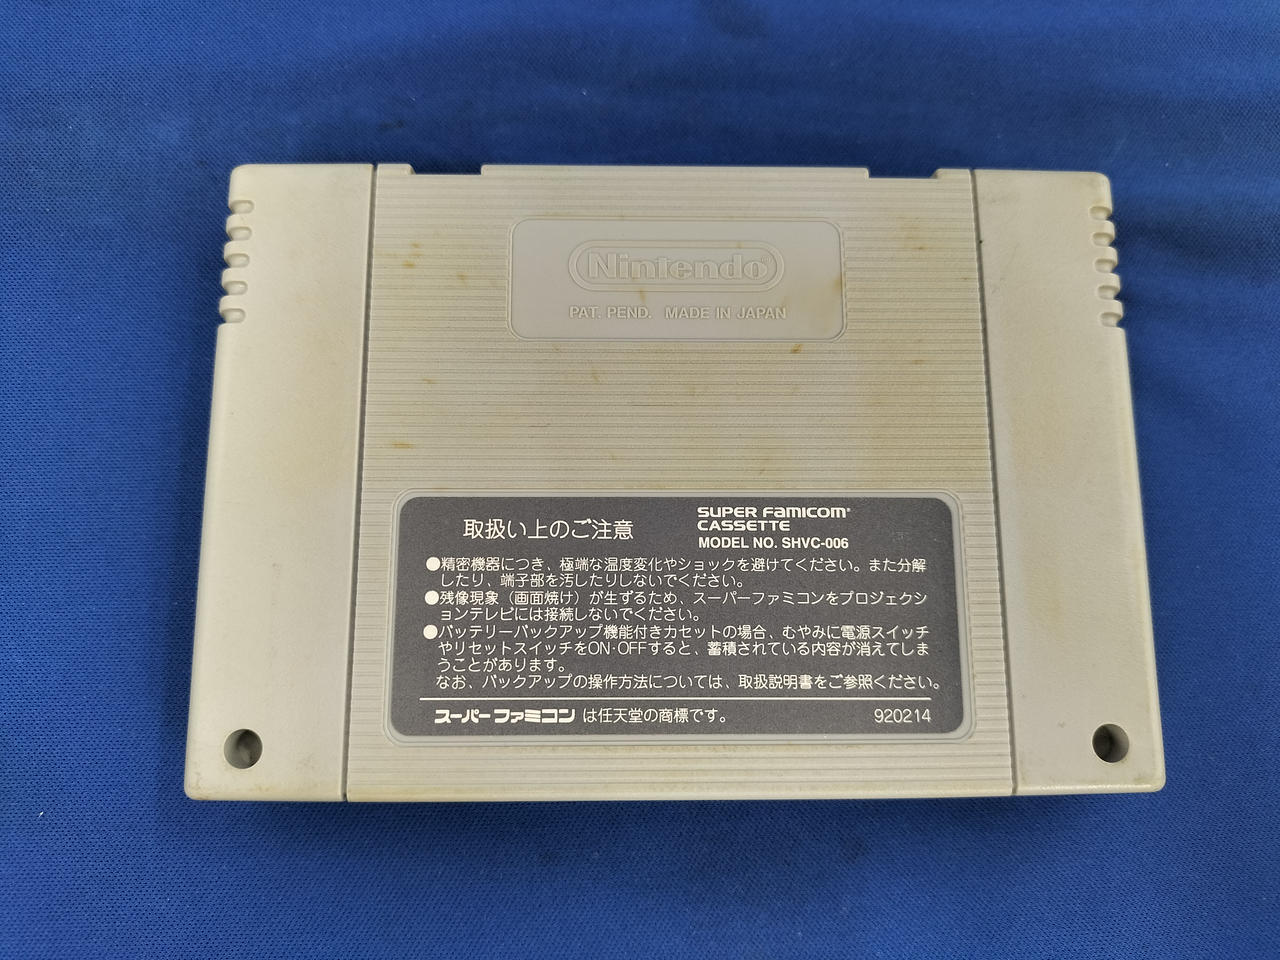 Nintendo®
PAT. PEND. MADE IN JAPAN
取扱い上のご注意
SUPER FAMICOM®
CASSETTE
MODEL NO. SHVC-006
●精密機器につき、極端な温度変化やショックを避けてください。また分解
したり、端子部を汚したりしないでください。
●残像現象（画面焼け）が生ずるため、スーパーファミコンをプロジェクシ
ョンテレビには接続しないでください。
●バッテリーバックアップ機能付きカセットの場合、むやみに電源スイッチ
やリセットスイッチをON·OFFすると、蓄積されている内容が消えてしま
うことがあります。
なお、バックアップの操作方法については、取扱説明書をご参照ください。
スーパーファミコン は任天堂の商標です。
920214